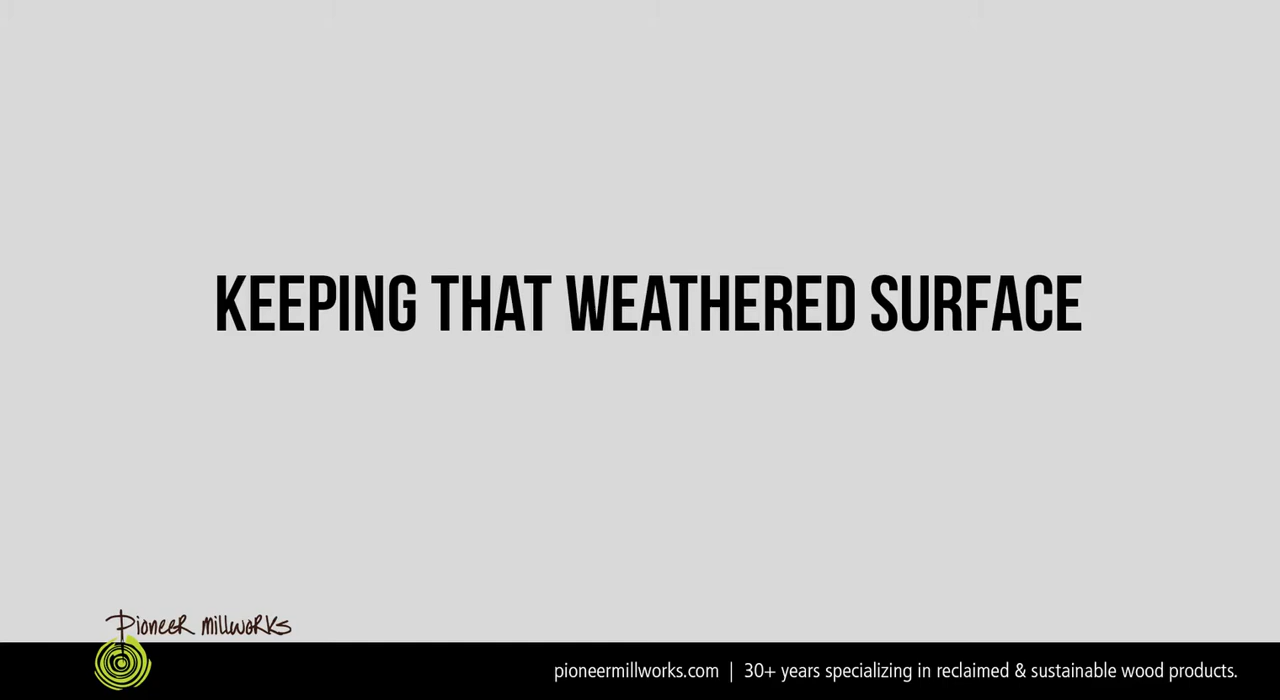 KEEPING THAT WEATHERED SURFACE
Pioneer Millworks
pioneermillworks.com | 30+ years specializing in reclaimed & sustainable wood products.